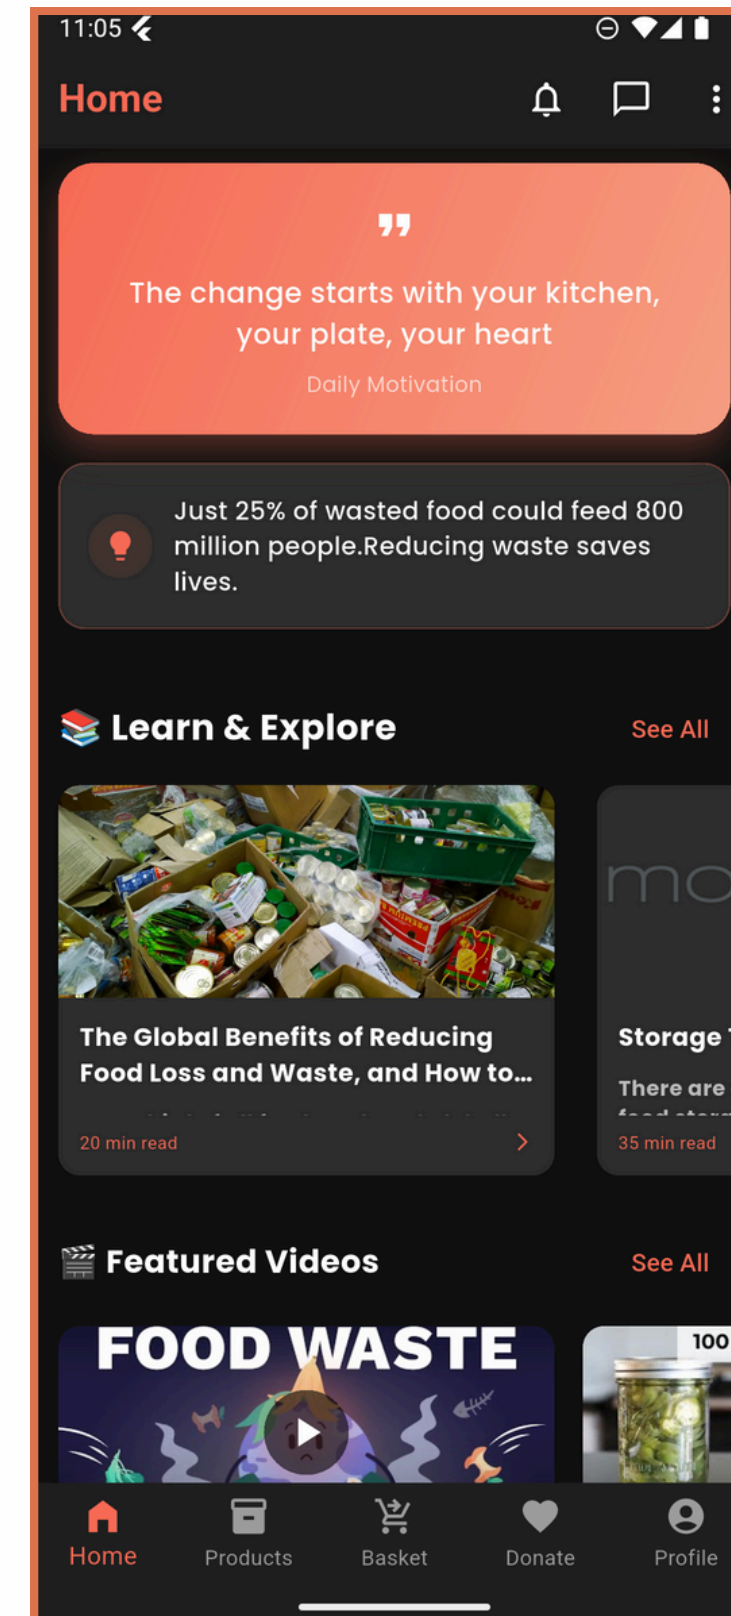 11:05
Home
”
The change starts with your kitchen,
your plate, your heart
Daily Motivation
Just 25% of wasted food could feed 800
million people.Reducing waste saves
lives.
📚 Learn & Explore
See All
mo
The Global Benefits of Reducing
Food Loss and Waste, and How to...
20 min read
Storage
There are
35 min read
🎬 Featured Videos
See All
FOOD WASTE
100
Home
Products
Basket
Donate
Profile